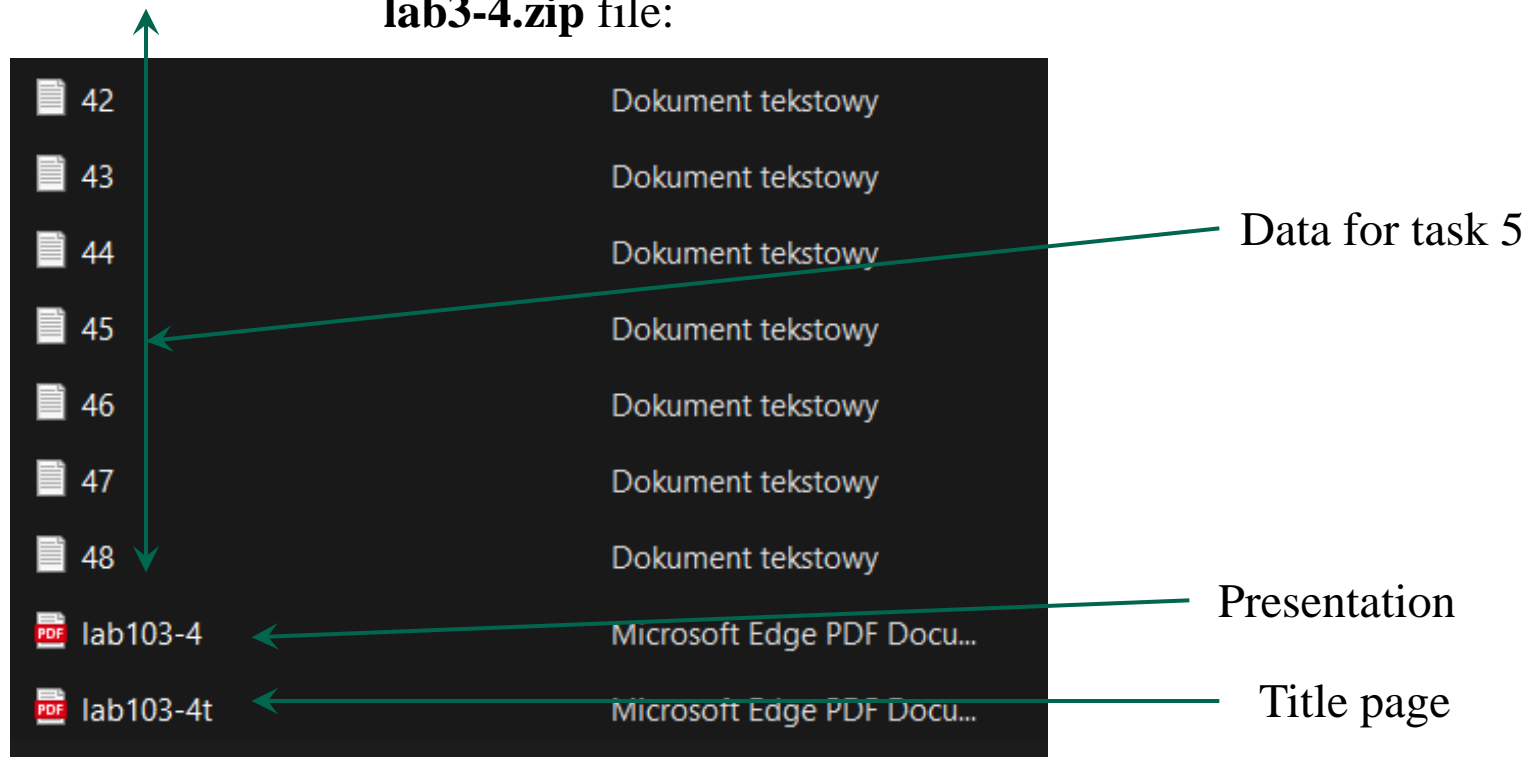 lab3-4.zip file:
42 Dokument tekstowy
43 Dokument tekstowy
44 Dokument tekstowy
Data for task 5
45 Dokument tekstowy
46 Dokument tekstowy
47 Dokument tekstowy
48 Dokument tekstowy
Presentation
PDF lab103-4 Microsoft Edge PDF Docu...
PDF lab103-4t Microsoft Edge PDF Docu...
Title page